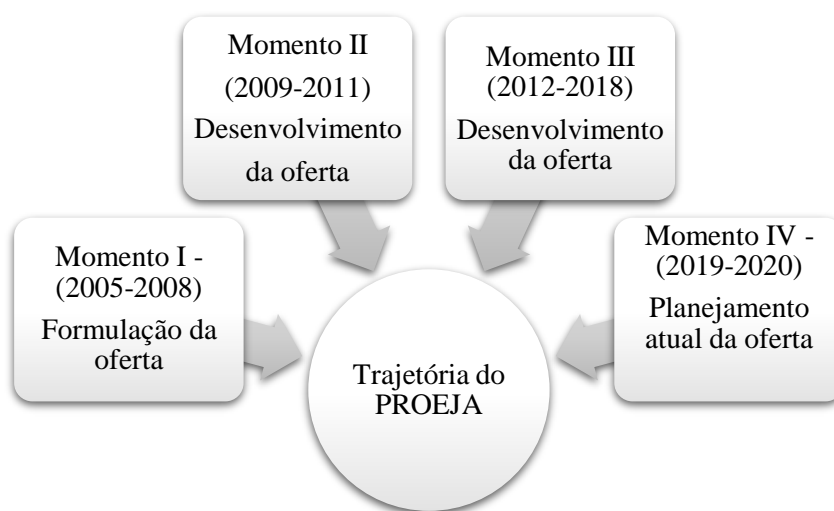 Momento I -
(2005-2008)
Formulação da
oferta
Momento II
(2009-2011)
Desenvolvimento
da oferta
Momento III
(2012-2018)
Desenvolvimento
da oferta
Momento IV -
(2019-2020)
Planejamento
atual da oferta
Trajetória do
PROEJA